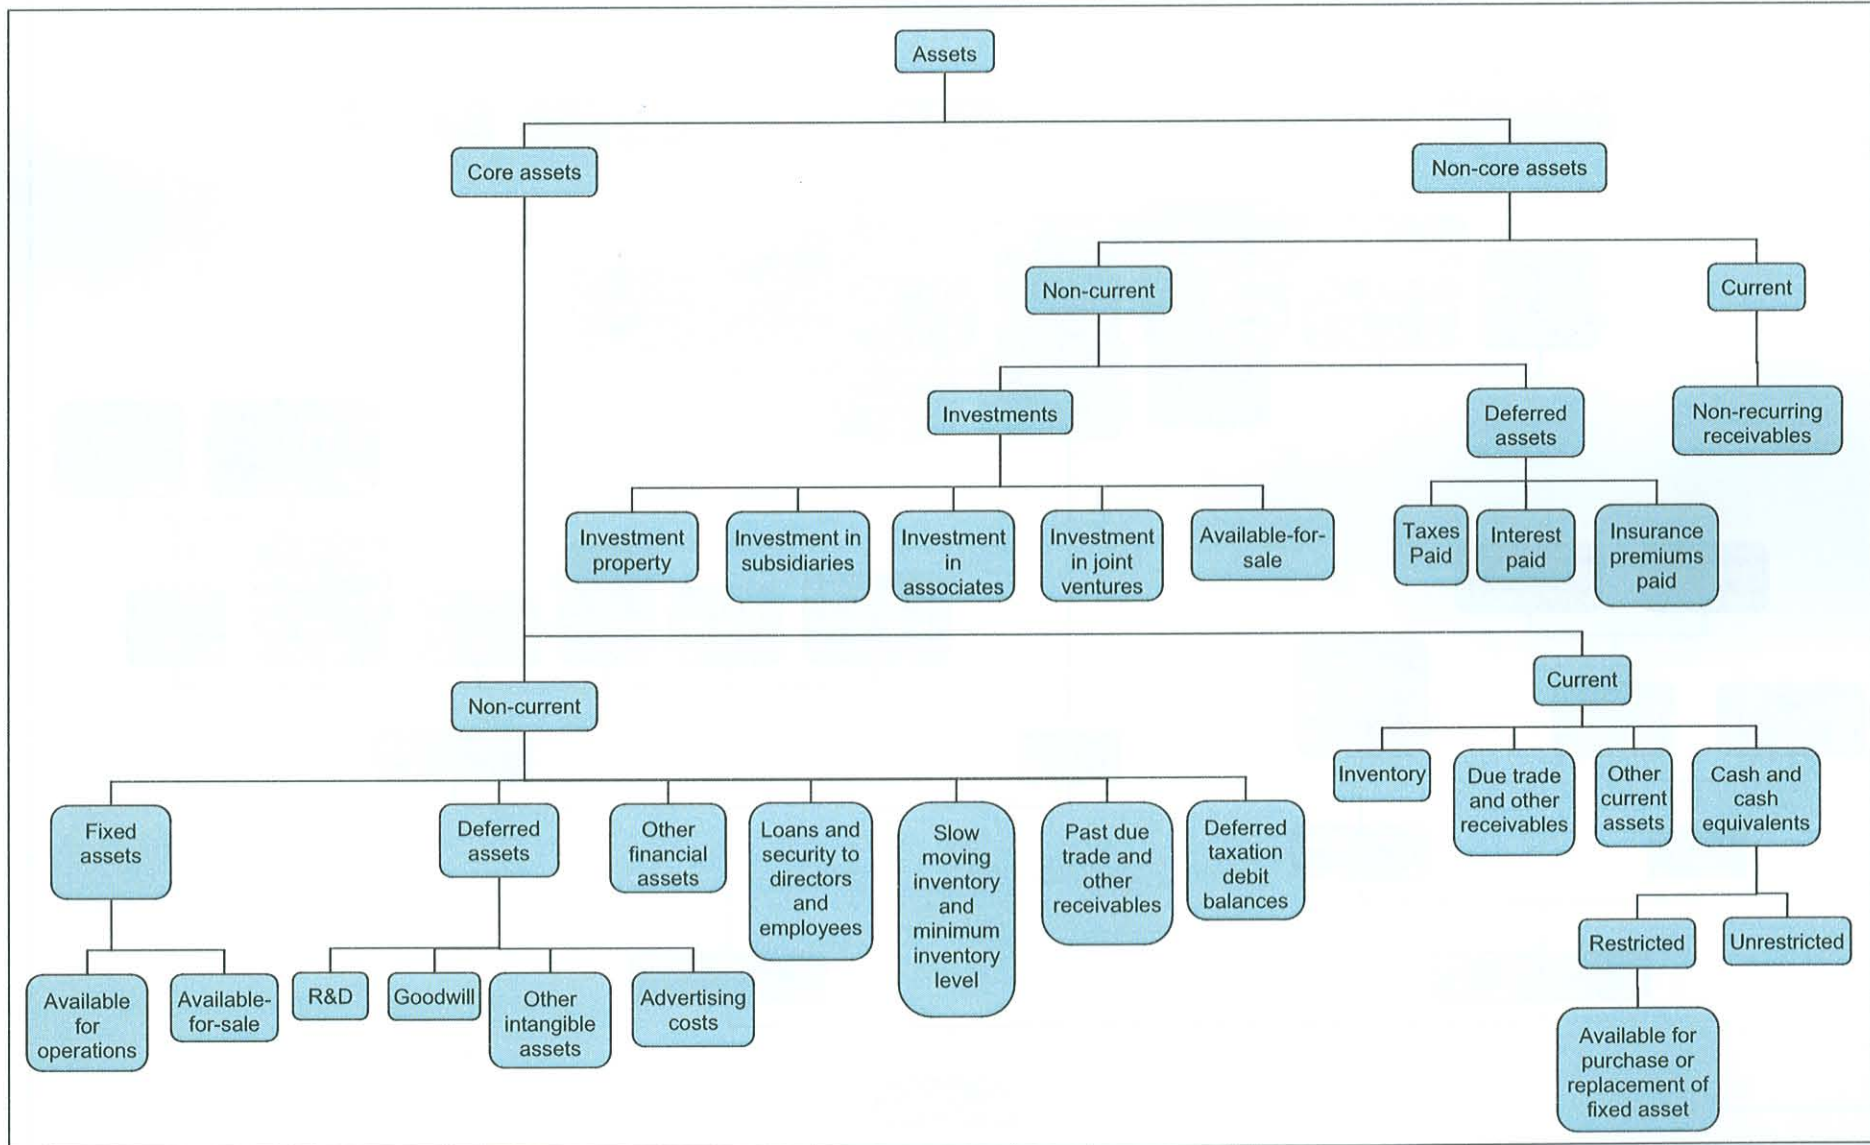 Assets
Core assets
Non-core assets
Non-current
Current
Investments
Deferred
assets
Non-recurring
receivables
Investment
property
Investment in
subsidiaries
Investment
in
associates
Investment
in joint
ventures
Available-for-
sale
Taxes
Paid
Interest
paid
Insurance
premiums
paid
Non-current
Current
Fixed
assets
Deferred
assets
Other
financial
assets
Loans and
security to
directors
and
employees
Slow
moving
inventory
and
minimum
inventory
level
Past due
trade and
other
receivables
Deferred
taxation
debit
balances
Inventory
Due trade
and other
receivables
Other
current
assets
Cash and
cash
equivalents
Available
for
operations
Available-
for-sale
R&D
Goodwill
Other
intangible
assets
Advertising
costs
Restricted
Unrestricted
Available for
purchase or
replacement of
fixed asset